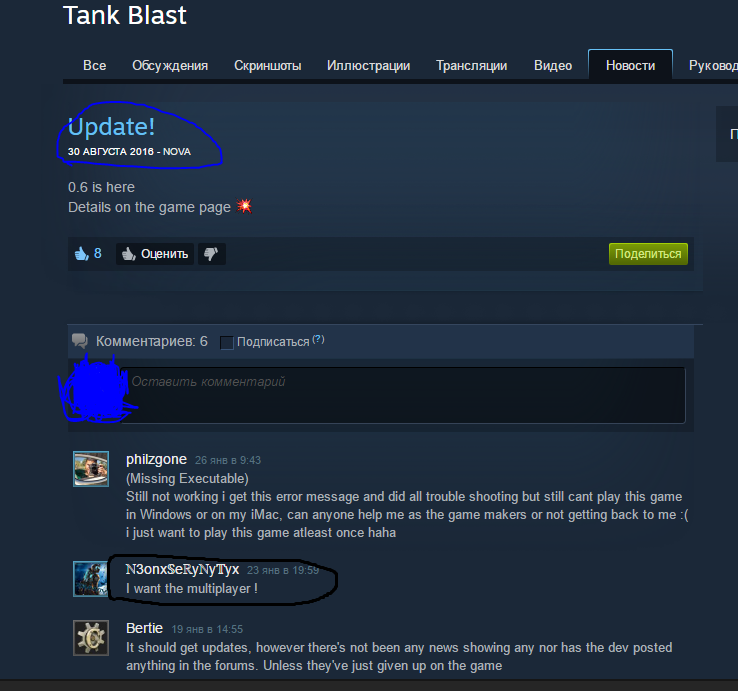 Tank Blast
Все Обсуждения Скриншоты Иллюстрации Трансляции Видео Новости Руковод
П
Update!
30 АВГУСТА 2016 - NOVA
0.6 is here
Details on the game page
8 Оценить Поделиться
Комментариев: 6 Подписаться (?)
Оставить комментарий
philzgone 26 янв в 9:43
(Missing Executable)
Still not working i get this error message and did all trouble shooting but still cant play this game
in Windows or on my iMac, can anyone help me as the game makers or not getting back to me :(
i just want to play this game atleast once haha
N3onxSeRyNyTyx 23 янв в 19:59
I want the multiplayer !
Bertie 19 янв в 14:55
It should get updates, however there's not been any news showing any nor has the dev posted
anything in the forums. Unless they've just given up on the game